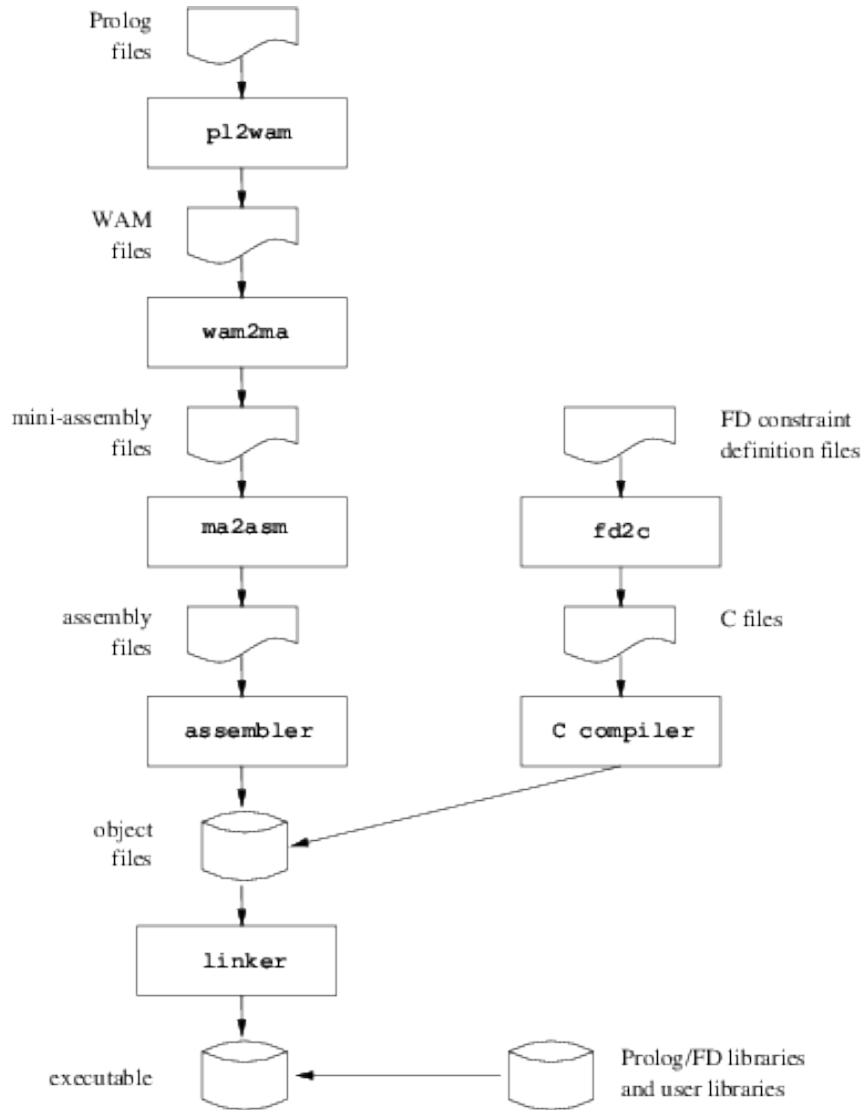 Prolog
files
pl2wam
WAM
files
wam2ma
mini-assembly
files
FD constraint
definition files
ma2asm
fd2c
assembly
files
C files
assembler
C compiler
object
files
linker
executable
Prolog/FD libraries
and user libraries